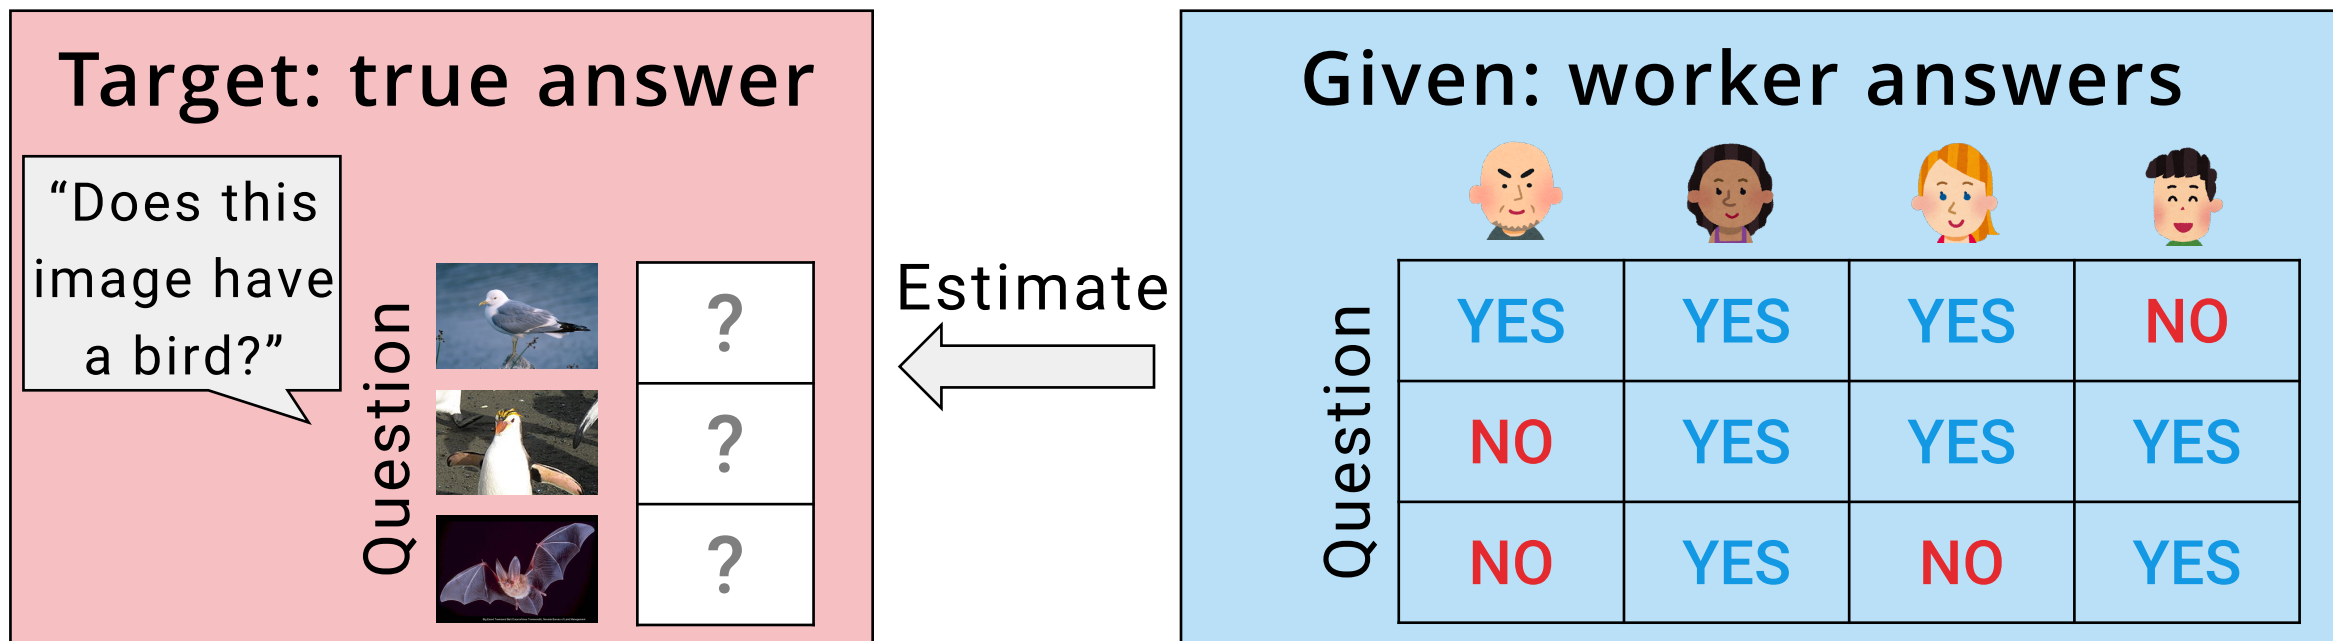 Target: true answer
“Does this
image have
a bird?”
Question
?
?
?
Estimate
Given: worker answers
Question
YES YES YES NO
NO YES YES YES
NO YES NO YES